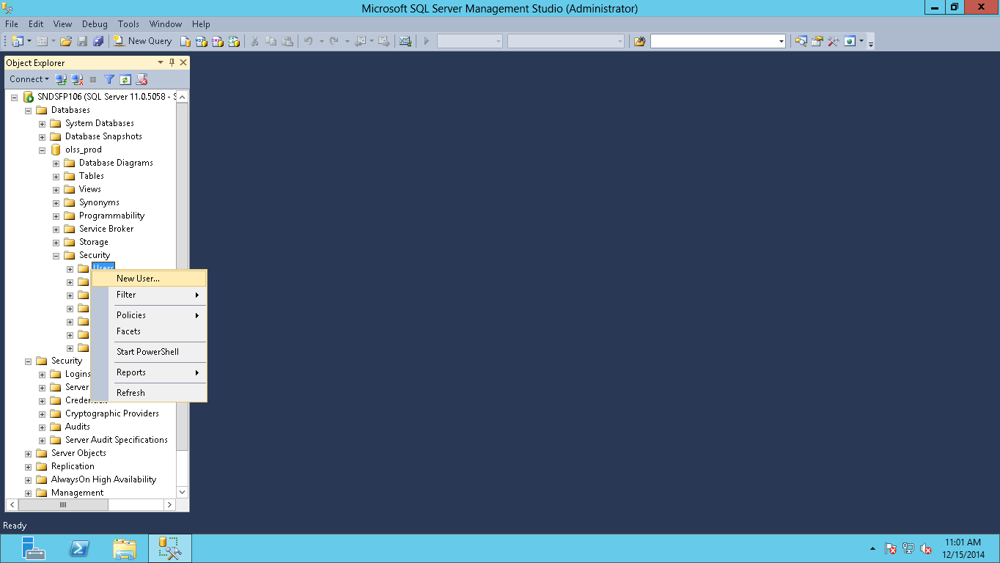 Microsoft SQL Server Management Studio (Administrator)
File Edit View Debug Tools Window Help
New Query
Object Explorer
Connect
SNDSFP106 (SQL Server 11.0.5058 - S
Databases
System Databases
Database Snapshots
olss_prod
Database Diagrams
Tables
Views
Synonyms
Programmability
Service Broker
Storage
Security
Users
New User...
Filter
Policies
Facets
Start PowerShell
Reports
Refresh
Security
Logins
Server
Cryptographic Providers
Audits
Server Audit Specifications
Server Objects
Replication
AlwaysOn High Availability
Management
Ready
11:01 AM
12/15/2014